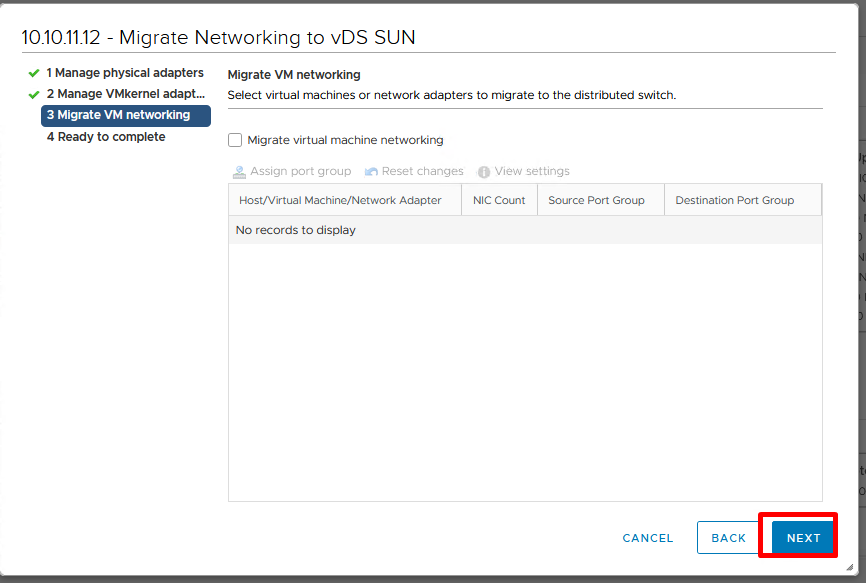 10.10.11.12 - Migrate Networking to vDS SUN
1 Manage physical adapters
2 Manage VMkernel adapt...
3 Migrate VM networking
4 Ready to complete
Migrate VM networking
Select virtual machines or network adapters to migrate to the distributed switch.
Migrate virtual machine networking
Assign port group Reset changes View settings
Host/Virtual Machine/Network Adapter NIC Count Source Port Group Destination Port Group
No records to display
CANCEL BACK NEXT